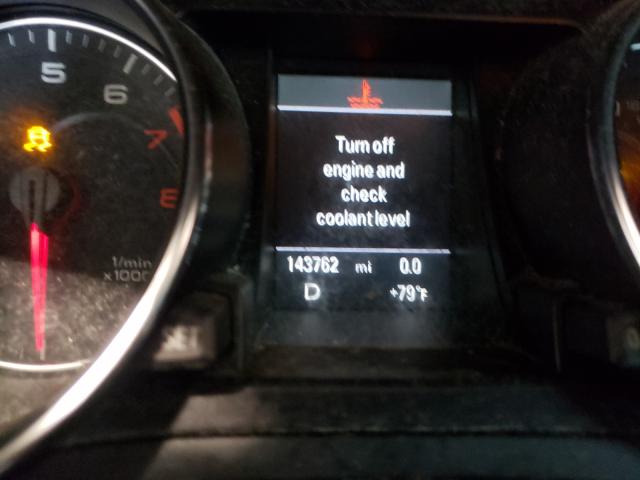 5
6
7
8
1/min
x1000
Turn off
engine and
check
coolant level
143762 mi 0.0
D +79°F